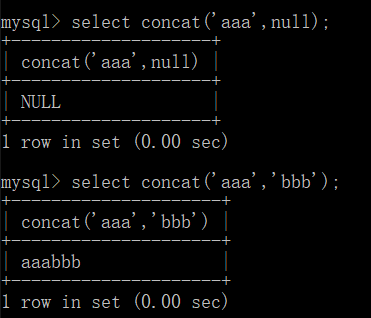 mysql> select concat('aaa',null);
+--------------------+
| concat('aaa',null) |
+--------------------+
| NULL               |
+--------------------+
1 row in set (0.00 sec)
mysql> select concat('aaa','bbb');
+---------------------+
| concat('aaa','bbb') |
+---------------------+
| aaabbb              |
+---------------------+
1 row in set (0.00 sec)